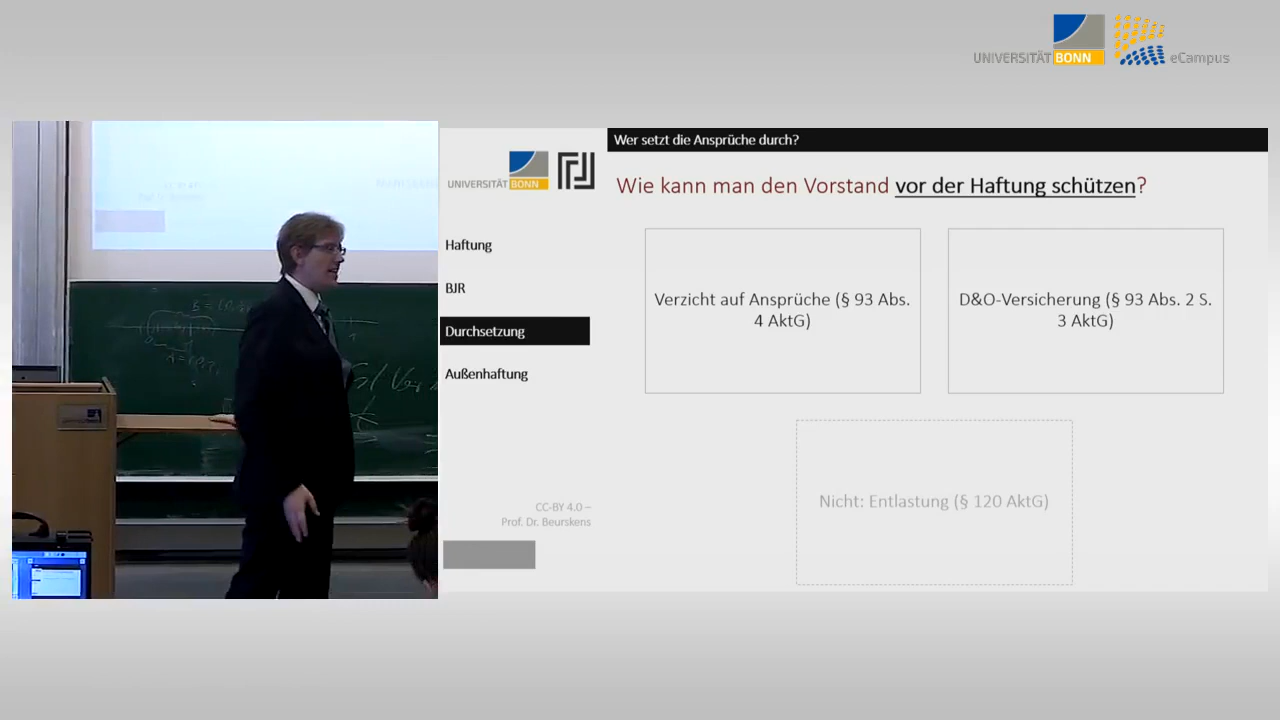 UNIVERSITÄT BONN
eCampus
Wer setzt die Ansprüche durch?
UNIVERSITÄT BONN
Wie kann man den Vorstand vor der Haftung schützen?
Haftung
BJR
Durchsetzung
Außenhaftung
Verzicht auf Ansprüche (§ 93 Abs.
4 AktG)
D&O-Versicherung (§ 93 Abs. 2 S.
3 AktG)
Nicht: Entlastung (§ 120 AktG)
CC-BY 4.0 –
Prof. Dr. Beurskens